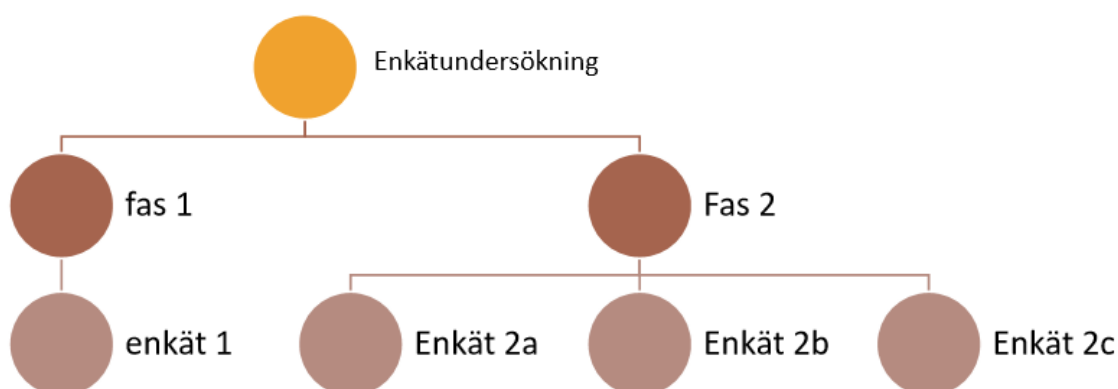 Enkätundersökning
fas 1
Fas 2
enkät 1
Enkät 2a
Enkät 2b
Enkät 2c